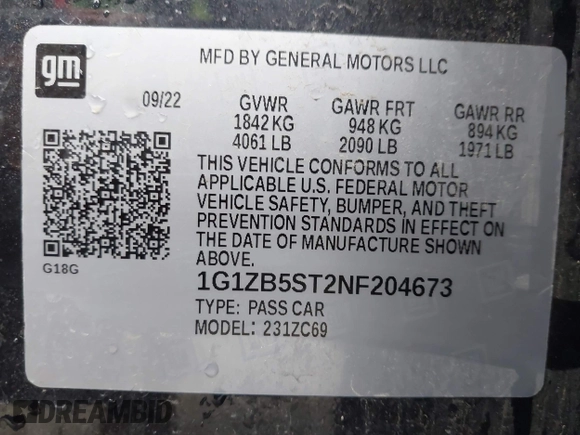 gm
MFD BY GENERAL MOTORS LLC
09/22 GVWR GAWR FRT GAWR RR
1842 KG 948 KG 894 KG
4061 LB 2090 LB 1971 LB
THIS VEHICLE CONFORMS TO ALL
APPLICABLE U.S. FEDERAL MOTOR
VEHICLE SAFETY, BUMPER, AND THEFT
PREVENTION STANDARDS IN EFFECT ON
THE DATE OF MANUFACTURE SHOWN
ABOVE.
G18G
1G1ZB5ST2NF204673
TYPE: PASS CAR
MODEL: 231ZC69
DREAMBID